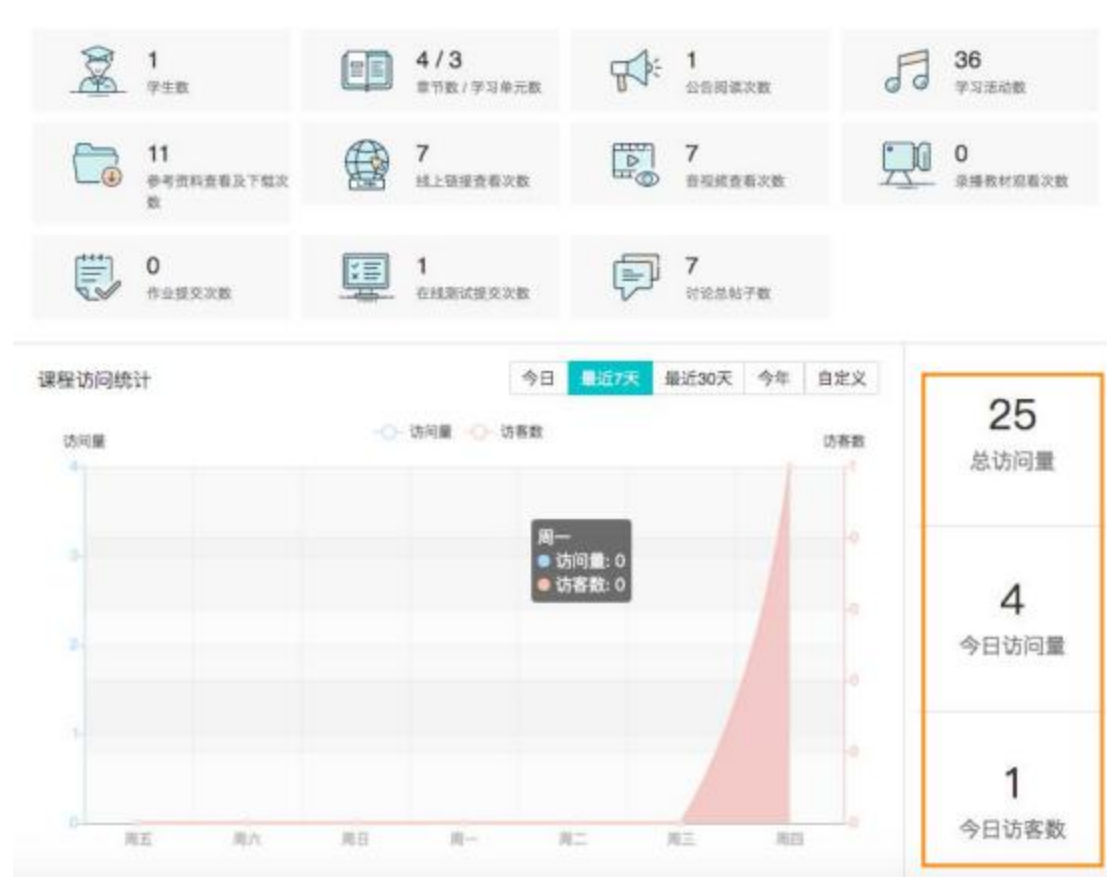 1
学生数
4 / 3
章节数 / 学习单元数
1
公告阅读次数
36
学习活动数
11
参考资料查看及下载次
数
7
线上链接查看次数
7
音视频查看次数
0
录播教材观看次数
0
作业提交次数
1
在线测试提交次数
7
讨论总帖子数
课程访问统计
今日 最近7天 最近30天 今年 自定义
访问量 访客数
访问量
访客数
4
3
2
1
0
1
0
0
0
0
0
周一
访问量: 0
访客数: 0
周五 周六 周日 周一 周二 周三 周四
25
总访问量
4
今日访问量
1
今日访客数